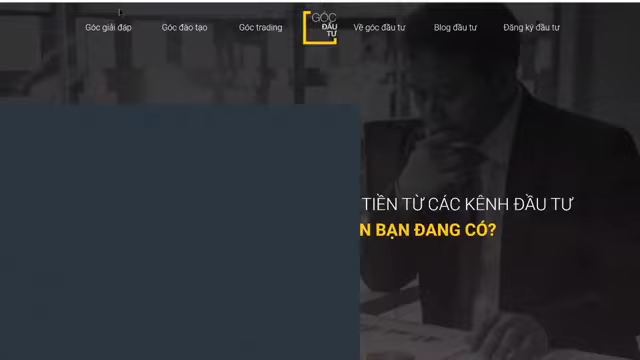 Góc giải đáp
Góc đào tạo
Góc trading
GÓC
ĐẦU
TƯ
Về góc đầu tư
Blog đầu tư
Đăng ký đầu tư
TIỀN TỪ CÁC KÊNH ĐẦU TƯ
BẠN ĐANG CÓ?